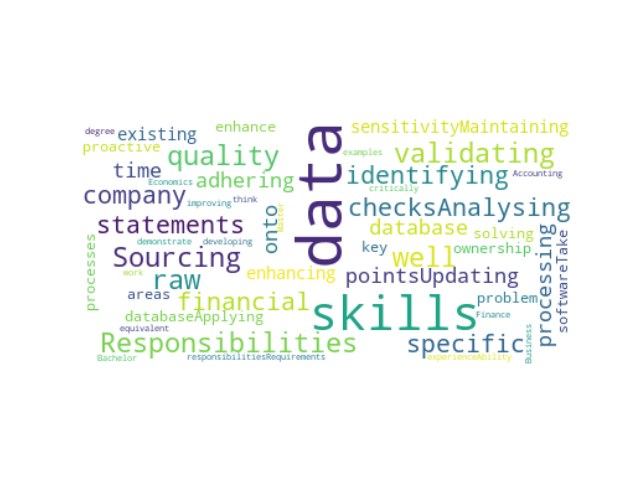 data
skills
Responsibilities
quality
validating
identifying
checksAnalysing
company
statements
Sourcing
raw
financial
well
specific
database
pointsUpdating
processing
onto
adhering
time
existing
enhance
sensitivityMaintaining
proactive
degree
Economics
improving
think
Master
examples
critically
Accounting
solving
ownership
key
softwareTake
processes
demonstrate
developing
work
areas
enhancing
databaseApplying
equivalent
Bachelor
responsibilitiesRequirements
problem
Finance
Business
experienceAbility